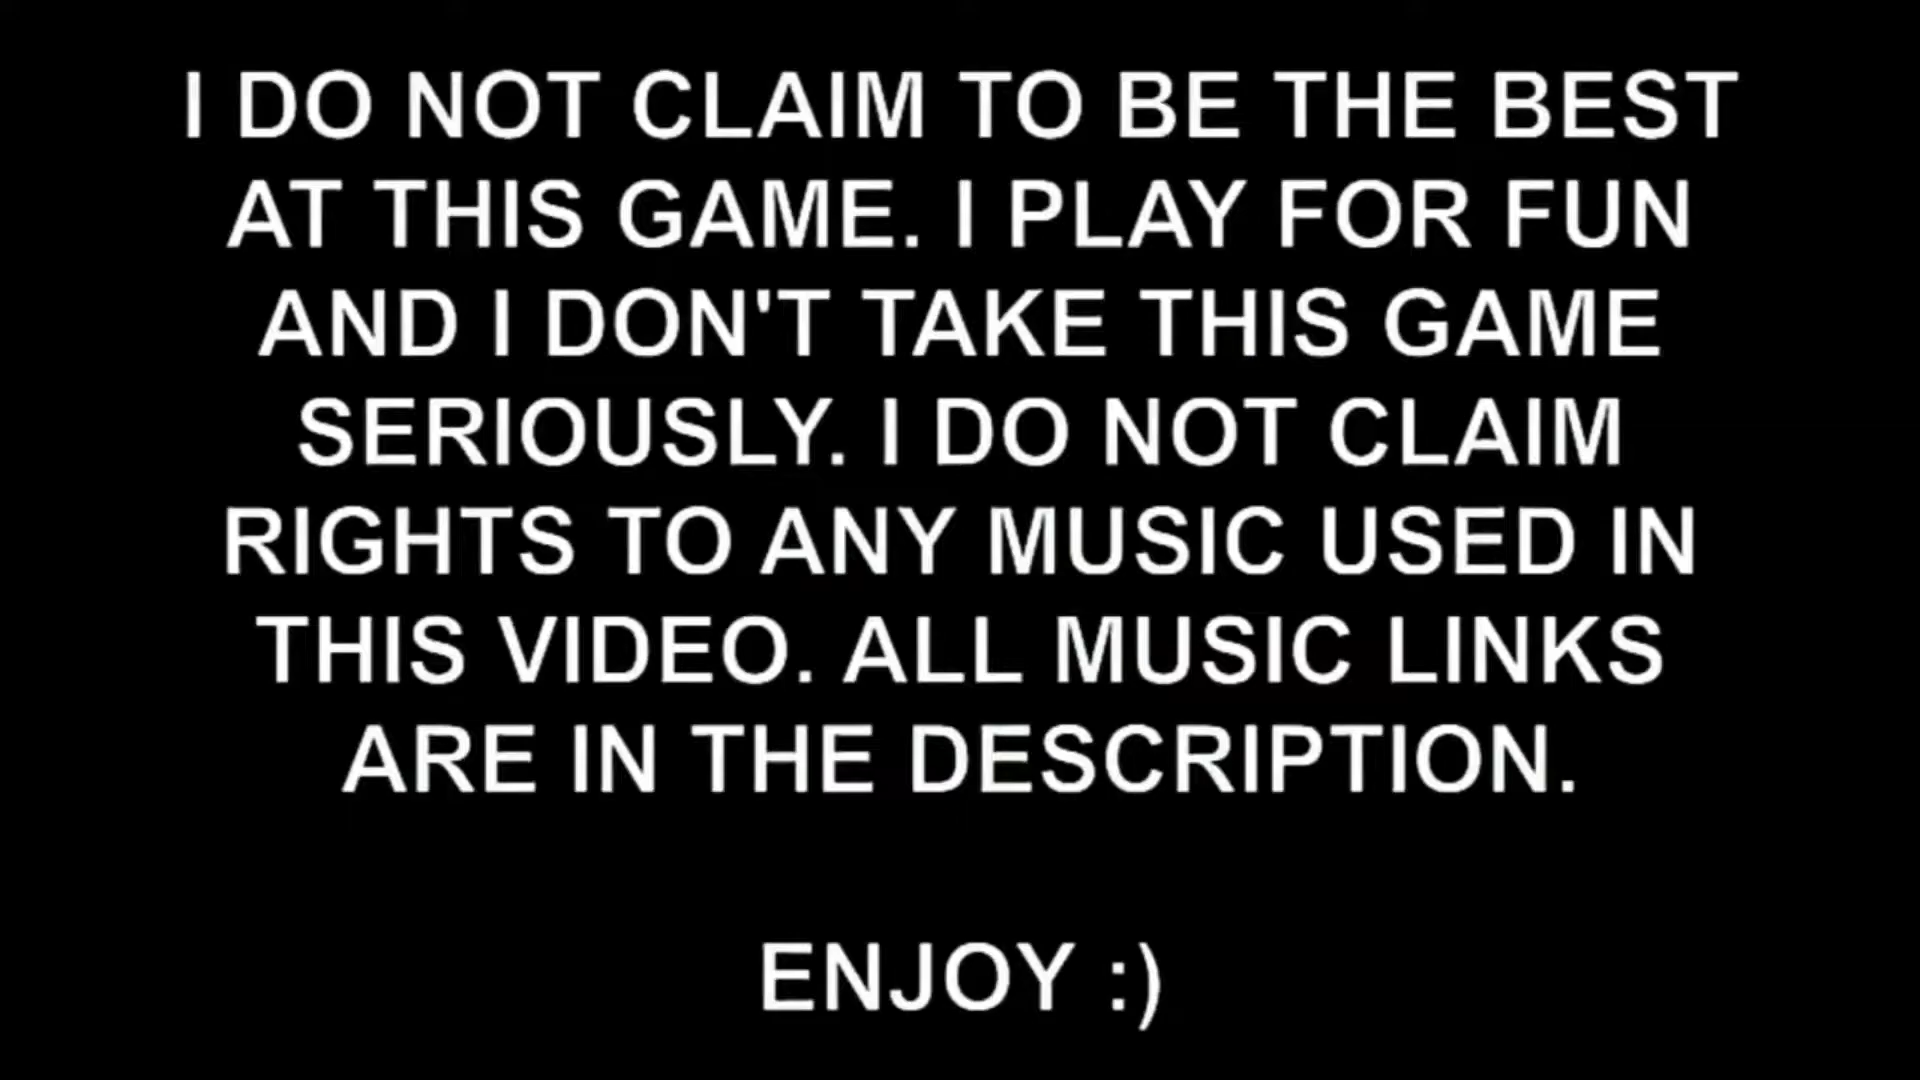 I DO NOT CLAIM TO BE THE BEST
AT THIS GAME. I PLAY FOR FUN
AND I DON'T TAKE THIS GAME
SERIOUSLY. I DO NOT CLAIM
RIGHTS TO ANY MUSIC USED IN
THIS VIDEO. ALL MUSIC LINKS
ARE IN THE DESCRIPTION.
ENJOY :)